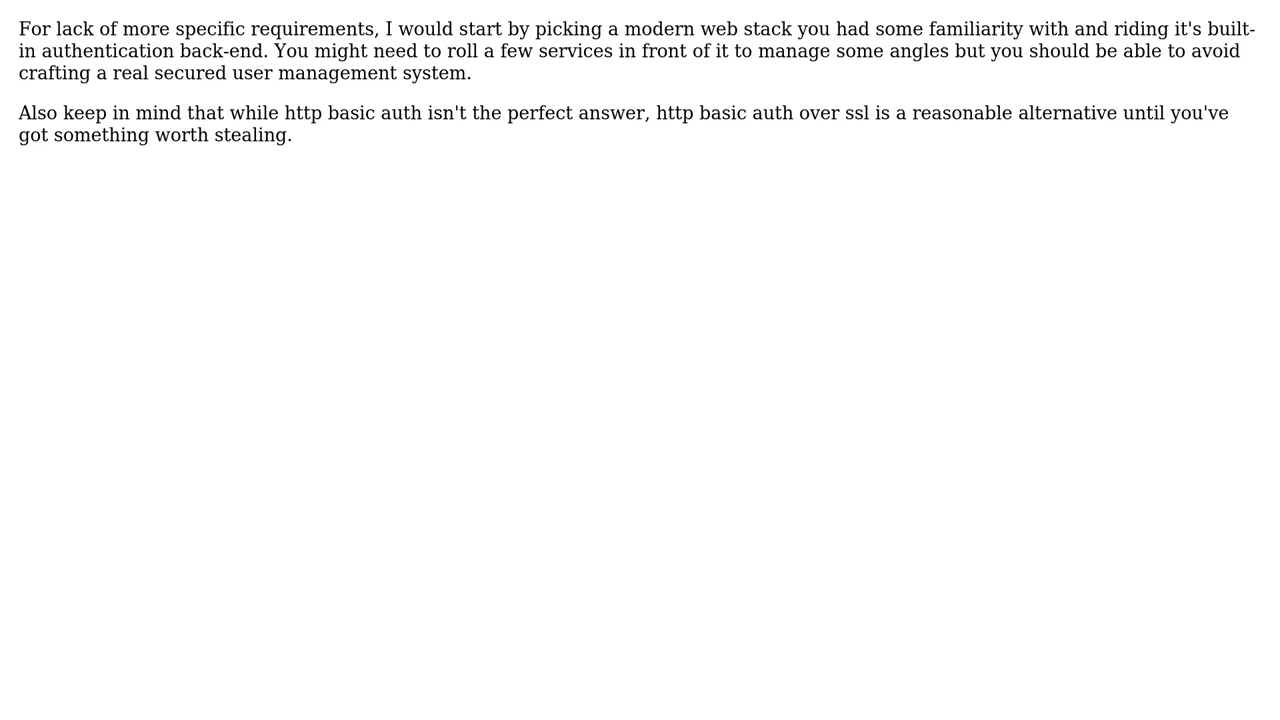 For lack of more specific requirements, I would start by picking a modern web stack you had some familiarity with and riding it's built-
in authentication back-end. You might need to roll a few services in front of it to manage some angles but you should be able to avoid
crafting a real secured user management system.
Also keep in mind that while http basic auth isn't the perfect answer, http basic auth over ssl is a reasonable alternative until you've
got something worth stealing.